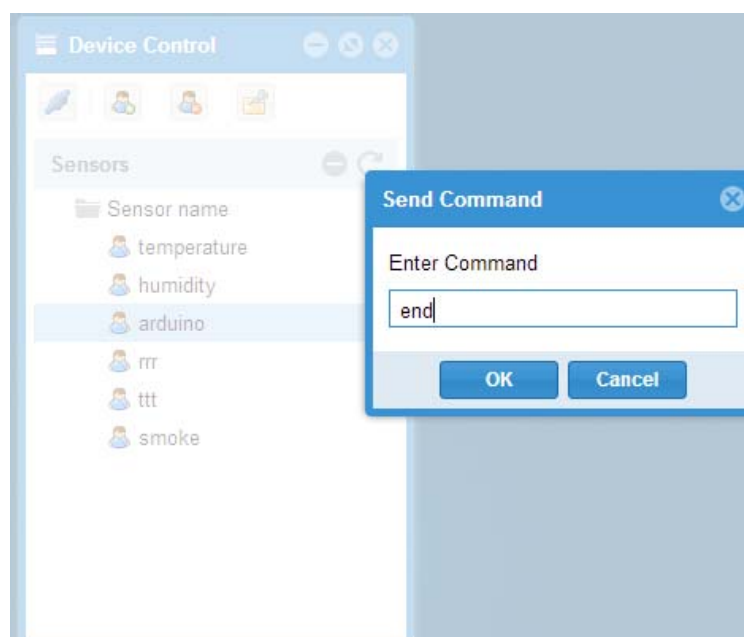 Device Control
Sensors
Sensor name
temperature
humidity
arduino
rrr
ttt
smoke
Send Command
Enter Command
end
OK Cancel